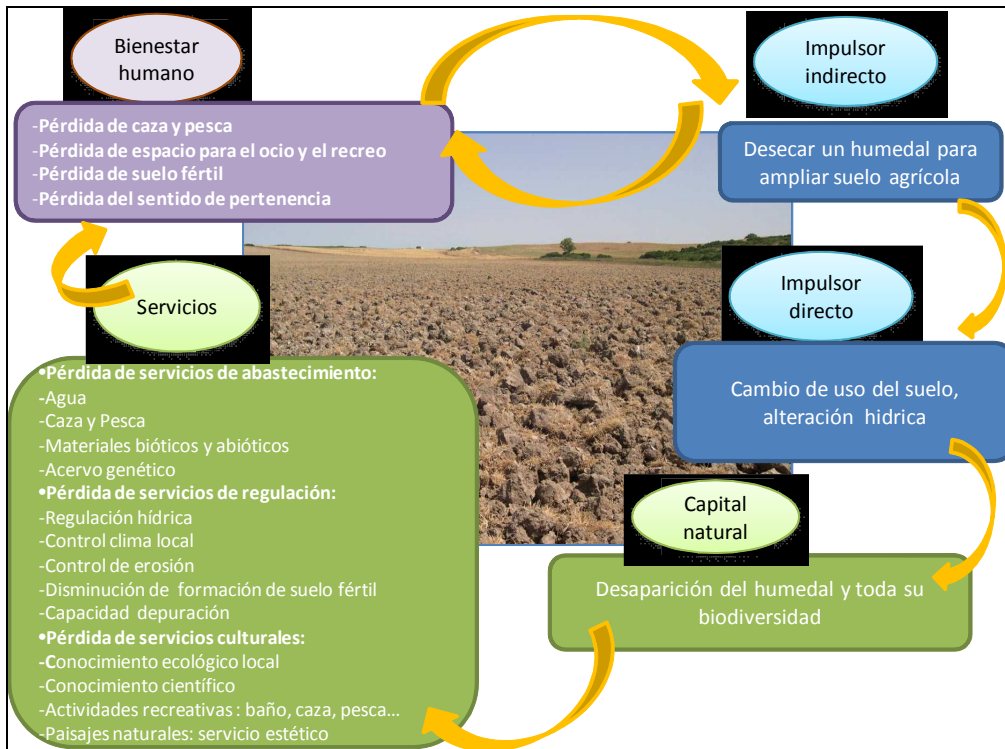 Bienestar
humano
-Pérdida de caza y pesca
-Pérdida de espacio para el ocio y el recreo
-Pérdida de suelo fértil
-Pérdida del sentido de pertenencia
Impulsor
indirecto
Desecar un humedal para
ampliar suelo agrícola
Impulsor
directo
Cambio de uso del suelo,
alteración hidrica
Capital
natural
Desaparición del humedal y toda su
biodiversidad
Servicios
•Pérdida de servicios de abastecimiento:
-Agua
-Caza y Pesca
-Materiales bióticos y abióticos
-Acervo genético
•Pérdida de servicios de regulación:
-Regulación hídrica
-Control clima local
-Control de erosión
-Disminución de formación de suelo fértil
-Capacidad depuración
•Pérdida de servicios culturales:
-Conocimiento ecológico local
-Conocimiento científico
-Actividades recreativas : baño, caza, pesca...
-Paisajes naturales: servicio estético